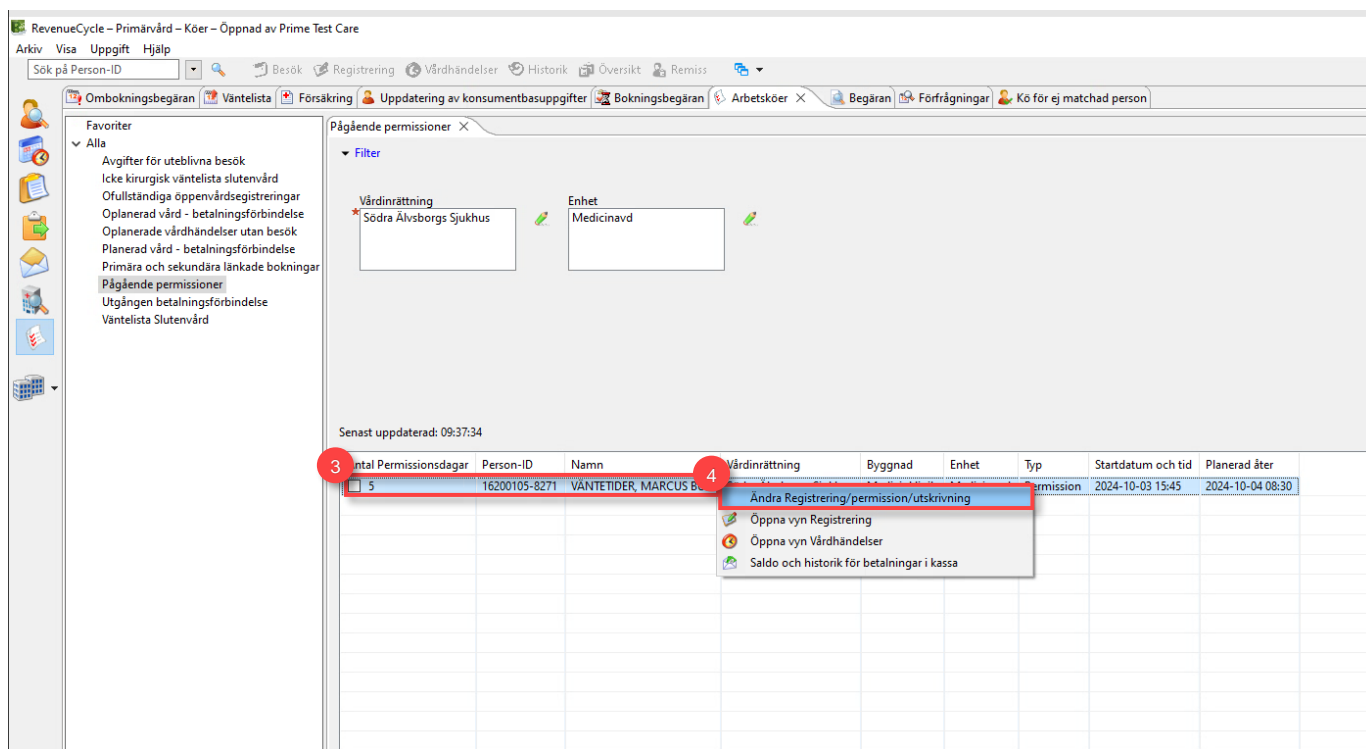 RevenueCycle – Primärvård – Köer – Öppnad av Prime Test Care
Arkiv Visa Uppgift Hjälp
Sök på Person-ID Besök Registrering Vårdhändelser Historik Översikt Remiss
Ombokningsbegäran Väntelista Försäkring Uppdatering av konsumentbasuppgifter Bokningsbegäran Arbetsköer Begäran Förfrågningar Kö för ej matchad person
Favoriter
Alla
Avgifter för uteblivna besök
Icke kirurgisk väntelista slutenvård
Ofullständiga öppenvårdsegistreringar
Oplanerad vård - betalningsförbindelse
Oplanerade vårdhändelser utan besök
Planerad vård - betalningsförbindelse
Primära och sekundära länkade bokningar
Pågående permissioner
Utgången betalningsförbindelse
Väntelista Slutenvård
Pågående permissioner
Filter
Vårdinrättning Enhet
* Södra Älvsborgs Sjukhus Medicinavd
Senast uppdaterad: 09:37:34
3 Antal Permissionsdagar Person-ID Namn 4 Vårdinrättning Byggnad Enhet Typ Startdatum och tid Planerad åter
5 16200105-8271 VÄNTETIDER, MARCUS Permission 2024-10-03 15:45 2024-10-04 08:30
Ändra Registrering/permission/utskrivning
Öppna vyn Registrering
Öppna vyn Vårdhändelser
Saldo och historik för betalningar i kassa